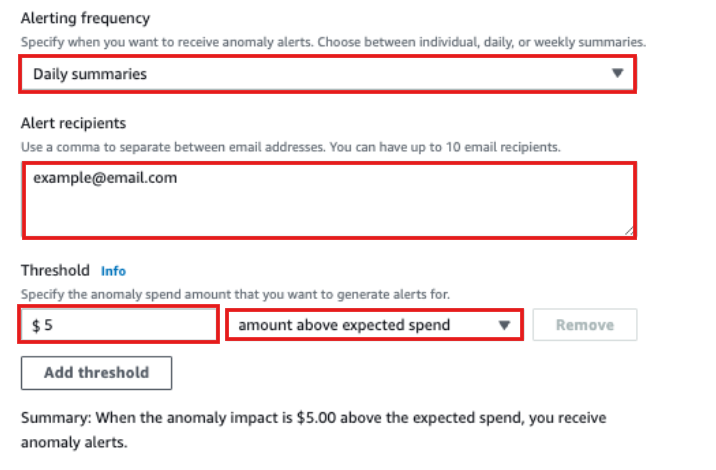 Alerting frequency
Specify when you want to receive anomaly alerts. Choose between individual, daily, or weekly summaries.
Daily summaries
Alert recipients
Use a comma to separate between email addresses. You can have up to 10 email recipients.
example@email.com
Threshold Info
Specify the anomaly spend amount that you want to generate alerts for.
$ 5 amount above expected spend Remove
Add threshold
Summary: When the anomaly impact is $5.00 above the expected spend, you receive
anomaly alerts.